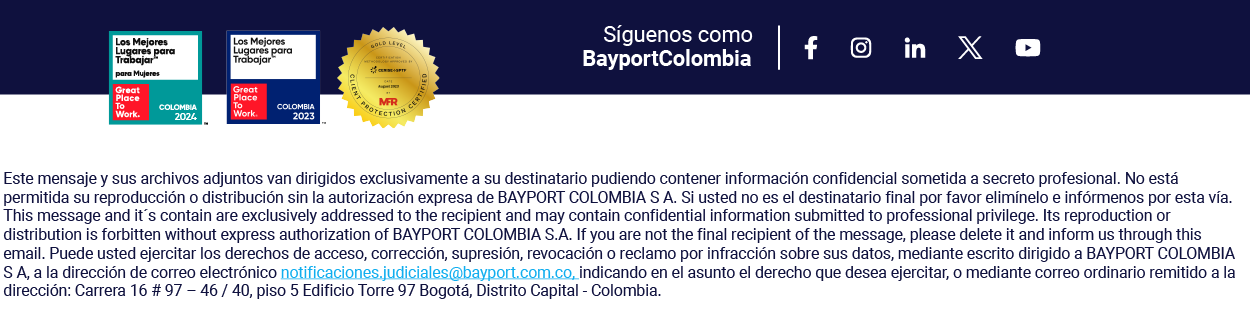 Los Mejores
Lugares para
Trabajar™
para Mujeres
Great
Place
To
Work.
COLOMBIA
2024
Los Mejores
Lugares para
Trabajar™
Great
Place
To
Work.
COLOMBIA
2023
GOLD LEVEL
CERISE+SPTF
August 2023
MFR
CLIENT PROTECTION CERTIFIED
Síguenos como
BayportColombia
Este mensaje y sus archivos adjuntos van dirigidos exclusivamente a su destinatario pudiendo contener información confidencial sometida a secreto profesional. No está
permitida su reproducción o distribución sin la autorización expresa de BAYPORT COLOMBIA S A. Si usted no es el destinatario final por favor elimínelo e infórmenos por esta vía.
This message and it´s contain are exclusively addressed to the recipient and may contain confidential information submitted to professional privilege. Its reproduction or
distribution is forbitten without express authorization of BAYPORT COLOMBIA S.A. If you are not the final recipient of the message, please delete it and inform us through this
email. Puede usted ejercitar los derechos de acceso, corrección, supresión, revocación o reclamo por infracción sobre sus datos, mediante escrito dirigido a BAYPORT COLOMBIA
S A, a la dirección de correo electrónico notificaciones.judiciales@bayport.com.co, indicando en el asunto el derecho que desea ejercitar, o mediante correo ordinario remitido a la
dirección: Carrera 16 # 97 – 46 / 40, piso 5 Edificio Torre 97 Bogotá, Distrito Capital - Colombia.